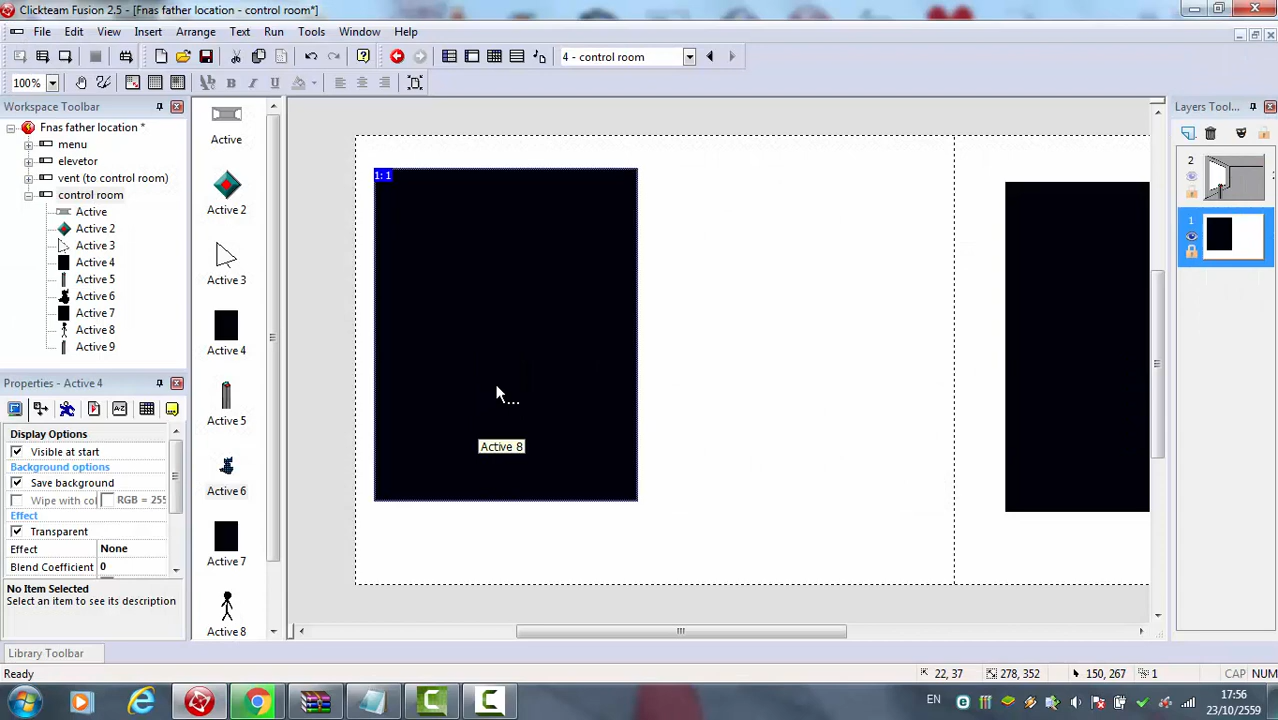 Clickteam Fusion 2.5 - [Fnas father location - control room*]
File Edit View Insert Arrange Text Run Tools Window Help
4 - control room
100%
B I U
Workspace Toolbar
Fnas father location *
menu
elevetor
vent (to control room)
control room
Active
Active 2
Active 3
Active 4
Active 5
Active 6
Active 7
Active 8
Active 9
Properties - Active 4
Display Options
Visible at start
Background options
Save background
Wipe with col RGB = 255
Effect
Transparent
Effect None
Blend Coefficient 0
No Item Selected
Select an item to see its description
Library Toolbar
Active
Active 2
Active 3
Active 4
Active 5
Active 6
Active 7
Active 8
1: 1
Active 8
Layers Tool...
2
1
Ready
22, 37
278, 352
150, 267
1
CAP NUM
EN
17:56
23/10/2559